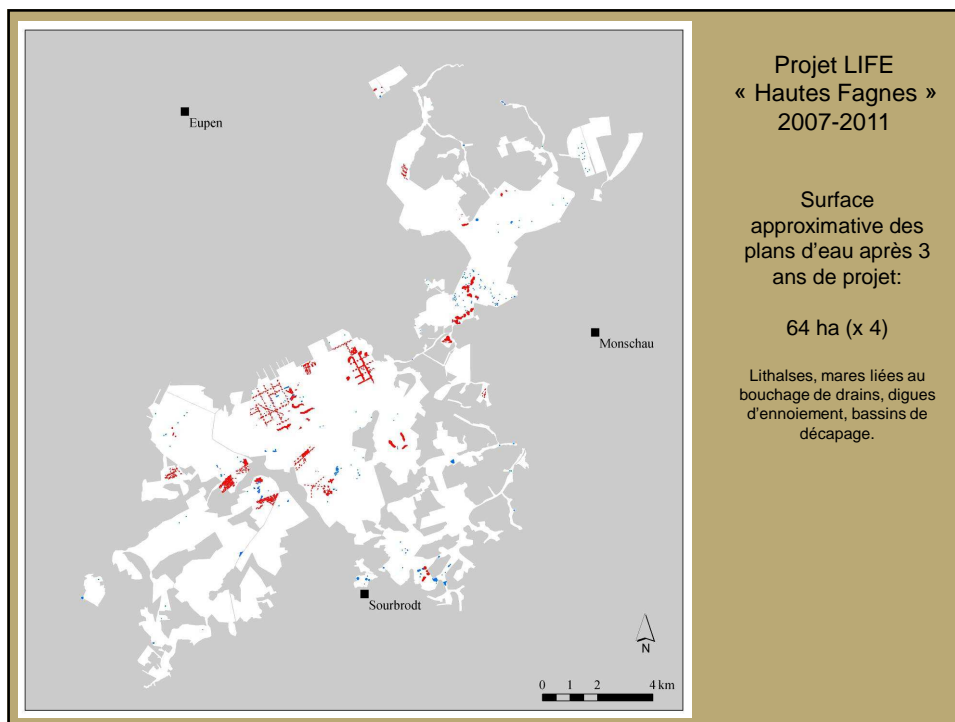 Eupen
Monschau
Sourbrodt
N
0 1 2 4 km
Projet LIFE
« Hautes Fagnes »
2007-2011
Surface
approximative des
plans d'eau après 3
ans de projet:
64 ha (x 4)
Lithalses, mares liées au
bouchage de drains, digues
d'ennoiement, bassins de
décapage.